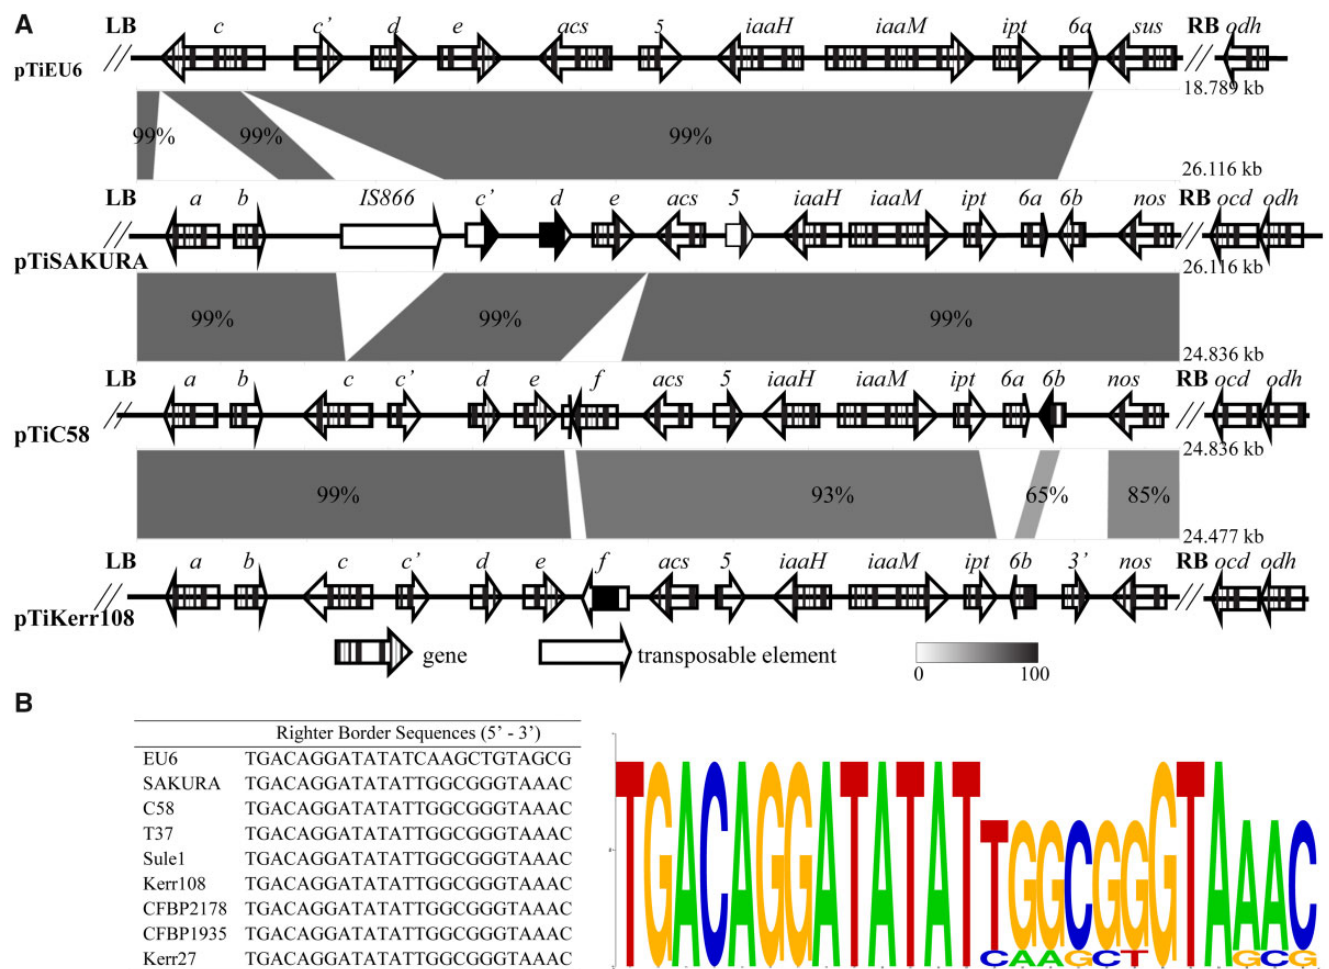 A
LB c c’ d e acs 5 iaaH iaaM ipt 6a sus RB odh
pTiEU6
18.789 kb
99% 99% 99%
26.116 kb
LB a b IS866 c’ d e acs 5 iaaH iaaM ipt 6a 6b nos RB ocd odh
pTiSAKURA
26.116 kb
99% 99% 99%
24.836 kb
LB a b c c’ d e f acs 5 iaaH iaaM ipt 6a 6b nos RB ocd odh
pTiC58
24.836 kb
99% 93% 65% 85%
24.477 kb
LB a b c c’ d e f acs 5 iaaH iaaM ipt 6b 3’ nos RB ocd odh
pTiKerr108
gene transposable element
0 100
B
Righter Border Sequences (5’ - 3’)
EU6 TGACAGGATATATCAAGCTGTAGCG
SAKURA TGACAGGATATATTGGCGGGTAAAC
C58 TGACAGGATATATTGGCGGGTAAAC
T37 TGACAGGATATATTGGCGGGTAAAC
Sule1 TGACAGGATATATTGGCGGGTAAAC
Kerr108 TGACAGGATATATTGGCGGGTAAAC
CFBP2178 TGACAGGATATATTGGCGGGTAAAC
CFBP1935 TGACAGGATATATTGGCGGGTAAAC
Kerr27 TGACAGGATATATTGGCGGGTAAAC
TGACAGGATATATTGGCGGGTAAAC
CAAGCT GCG